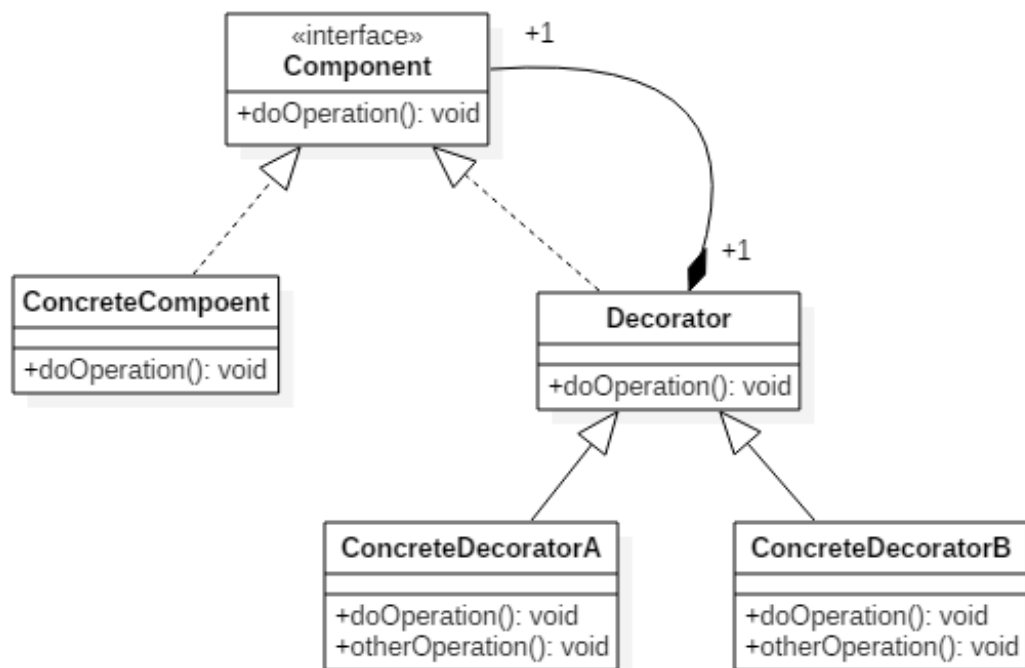 «interface»
Component
+doOperation(): void
+1
+1
ConcreteCompoent
+doOperation(): void
Decorator
+doOperation(): void
ConcreteDecoratorA
+doOperation(): void
+otherOperation(): void
ConcreteDecoratorB
+doOperation(): void
+otherOperation(): void